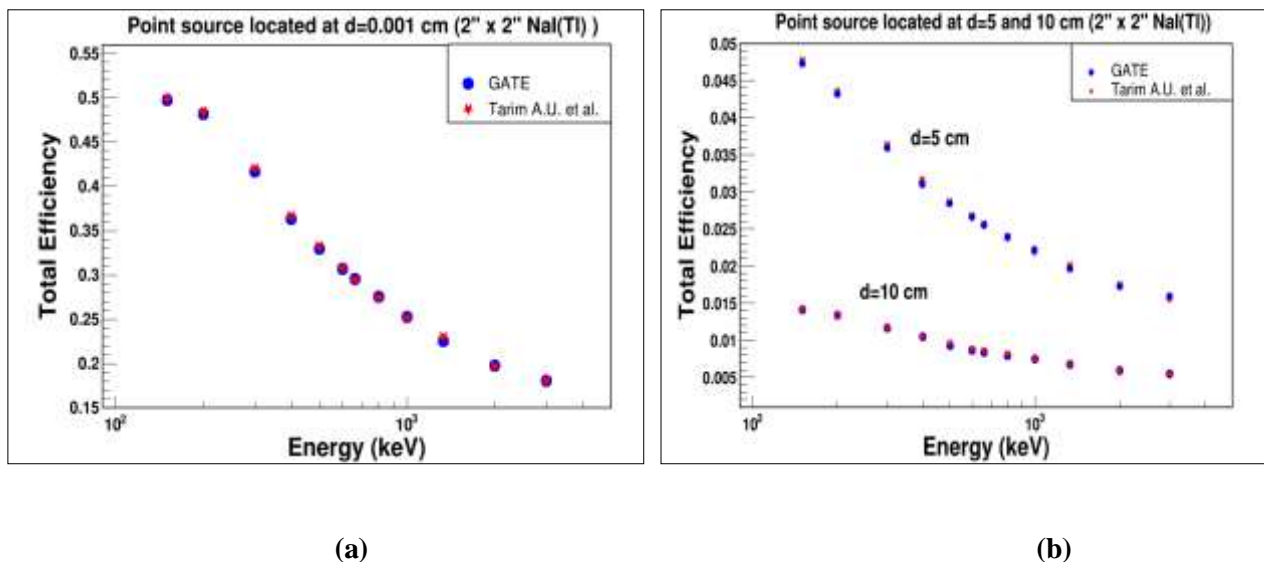 Point source located at d=0.001 cm (2" x 2" NaI(Tl) )
GATE
Tarim A.U. et al.
Total Efficiency
0.55
0.5
0.45
0.4
0.35
0.3
0.25
0.2
0.15
10²
10³
Energy (keV)
(a)
Point source located at d=5 and 10 cm (2" x 2" NaI(Tl))
GATE
Tarim A.U. et al.
d=5 cm
d=10 cm
Total Efficiency
0.05
0.045
0.04
0.035
0.03
0.025
0.02
0.015
0.01
0.005
10²
10³
Energy (keV)
(b)